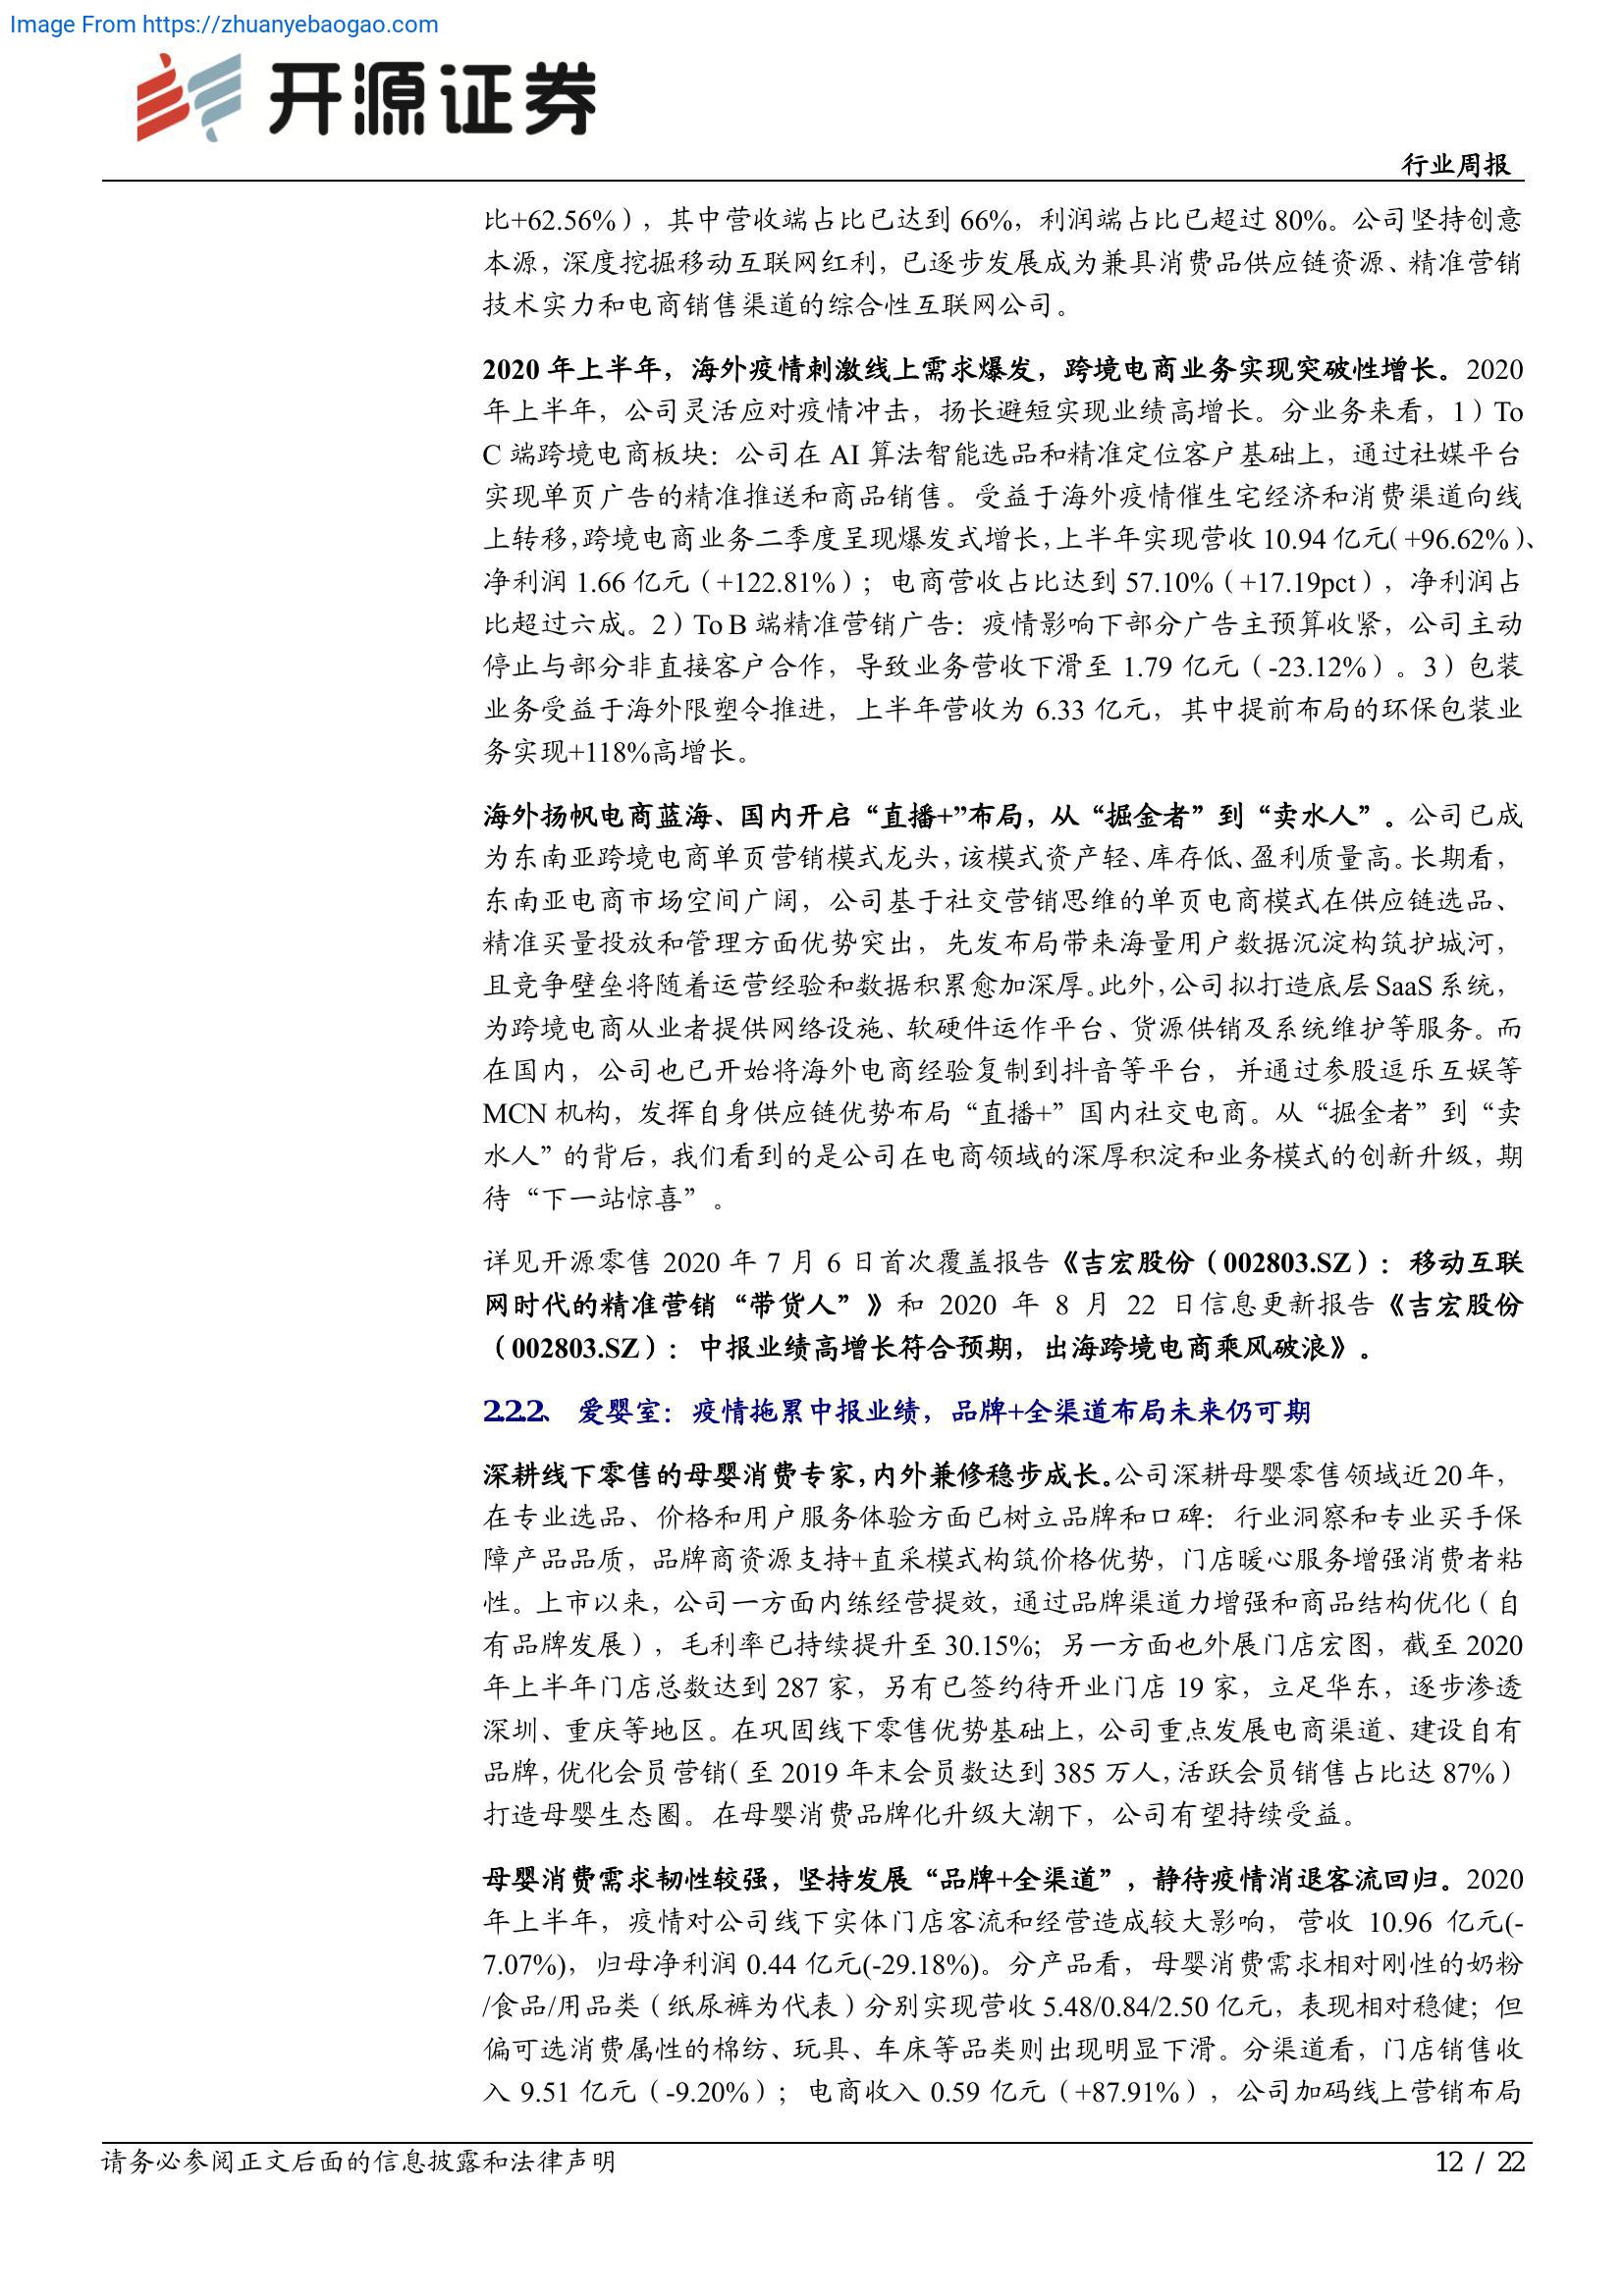 Image From https://zhuanyebaogao.com
开源证券
行业周报
比+62.56%），其中营收端占比已达到 66%，利润端占比已超过 80%。公司坚持创意
本源，深度挖掘移动互联网红利，已逐步发展成为兼具消费品供应链资源、精准营销
技术实力和电商销售渠道的综合性互联网公司。
2020 年上半年，海外疫情刺激线上需求爆发，跨境电商业务实现突破性增长。2020
年上半年，公司灵活应对疫情冲击，扬长避短实现业绩高增长。分业务来看，1）To
C 端跨境电商板块：公司在 AI 算法智能选品和精准定位客户基础上，通过社媒平台
实现单页广告的精准推送和商品销售。受益于海外疫情催生宅经济和消费渠道向线
上转移，跨境电商业务二季度呈现爆发式增长，上半年实现营收 10.94 亿元（+96.62%）、
净利润 1.66 亿元（+122.81%）；电商营收占比达到 57.10%（+17.19pct），净利润占
比超过六成。2）To B 端精准营销广告：疫情影响下部分广告主预算收紧，公司主动
停止与部分非直接客户合作，导致业务营收下滑至 1.79 亿元（-23.12%）。3）包装
业务受益于海外限塑令推进，上半年营收为 6.33 亿元，其中提前布局的环保包装业
务实现+118%高增长。
海外扬帆电商蓝海、国内开启“直播+”布局，从“掘金者”到“卖水人”。公司已成
为东南亚跨境电商单页营销模式龙头，该模式资产轻、库存低、盈利质量高。长期看，
东南亚电商市场空间广阔，公司基于社交营销思维的单页电商模式在供应链选品、
精准买量投放和管理方面优势突出，先发布局带来海量用户数据沉淀构筑护城河，
且竞争壁垒将随着运营经验和数据积累愈加深厚。此外，公司拟打造底层 SaaS 系统，
为跨境电商从业者提供网络设施、软硬件运作平台、货源供销及系统维护等服务。而
在国内，公司也已开始将海外电商经验复制到抖音等平台，并通过参股逗乐互娱等
MCN 机构，发挥自身供应链优势布局“直播+”国内社交电商。从“掘金者”到“卖
水人”的背后，我们看到的是公司在电商领域的深厚积淀和业务模式的创新升级，期
待“下一站惊喜”。
详见开源零售 2020 年 7 月 6 日首次覆盖报告《吉宏股份（002803.SZ）：移动互联
网时代的精准营销“带货人”》和 2020 年 8 月 22 日信息更新报告《吉宏股份
（002803.SZ）：中报业绩高增长符合预期，出海跨境电商乘风破浪》。
2.2.2、 爱婴室：疫情拖累中报业绩，品牌+全渠道布局未来仍可期
深耕线下零售的母婴消费专家，内外兼修稳步成长。公司深耕母婴零售领域近 20 年，
在专业选品、价格和用户服务体验方面已树立品牌和口碑：行业洞察和专业买手保
障产品品质，品牌商资源支持+直采模式构筑价格优势，门店暖心服务增强消费者粘
性。上市以来，公司一方面内练经营提效，通过品牌渠道力增强和商品结构优化（自
有品牌发展），毛利率已持续提升至 30.15%；另一方面也外展门店宏图，截至 2020
年上半年门店总数达到 287 家，另有已签约待开业门店 19 家，立足华东，逐步渗透
深圳、重庆等地区。在巩固线下零售优势基础上，公司重点发展电商渠道、建设自有
品牌，优化会员营销（至 2019 年末会员数达到 385 万人，活跃会员销售占比达 87%）
打造母婴生态圈。在母婴消费品牌化升级大潮下，公司有望持续受益。
母婴消费需求韧性较强，坚持发展“品牌+全渠道”，静待疫情消退客流回归。2020
年上半年，疫情对公司线下实体门店客流和经营造成较大影响，营收 10.96 亿元(-
7.07%)，归母净利润 0.44 亿元(-29.18%)。分产品看，母婴消费需求相对刚性的奶粉
/食品/用品类（纸尿裤为代表）分别实现营收 5.48/0.84/2.50 亿元，表现相对稳健；但
偏可选消费属性的棉纺、玩具、车床等品类则出现明显下滑。分渠道看，门店销售收
入 9.51 亿元（-9.20%）；电商收入 0.59 亿元（+87.91%），公司加码线上营销布局
请务必参阅正文后面的信息披露和法律声明
12 / 22